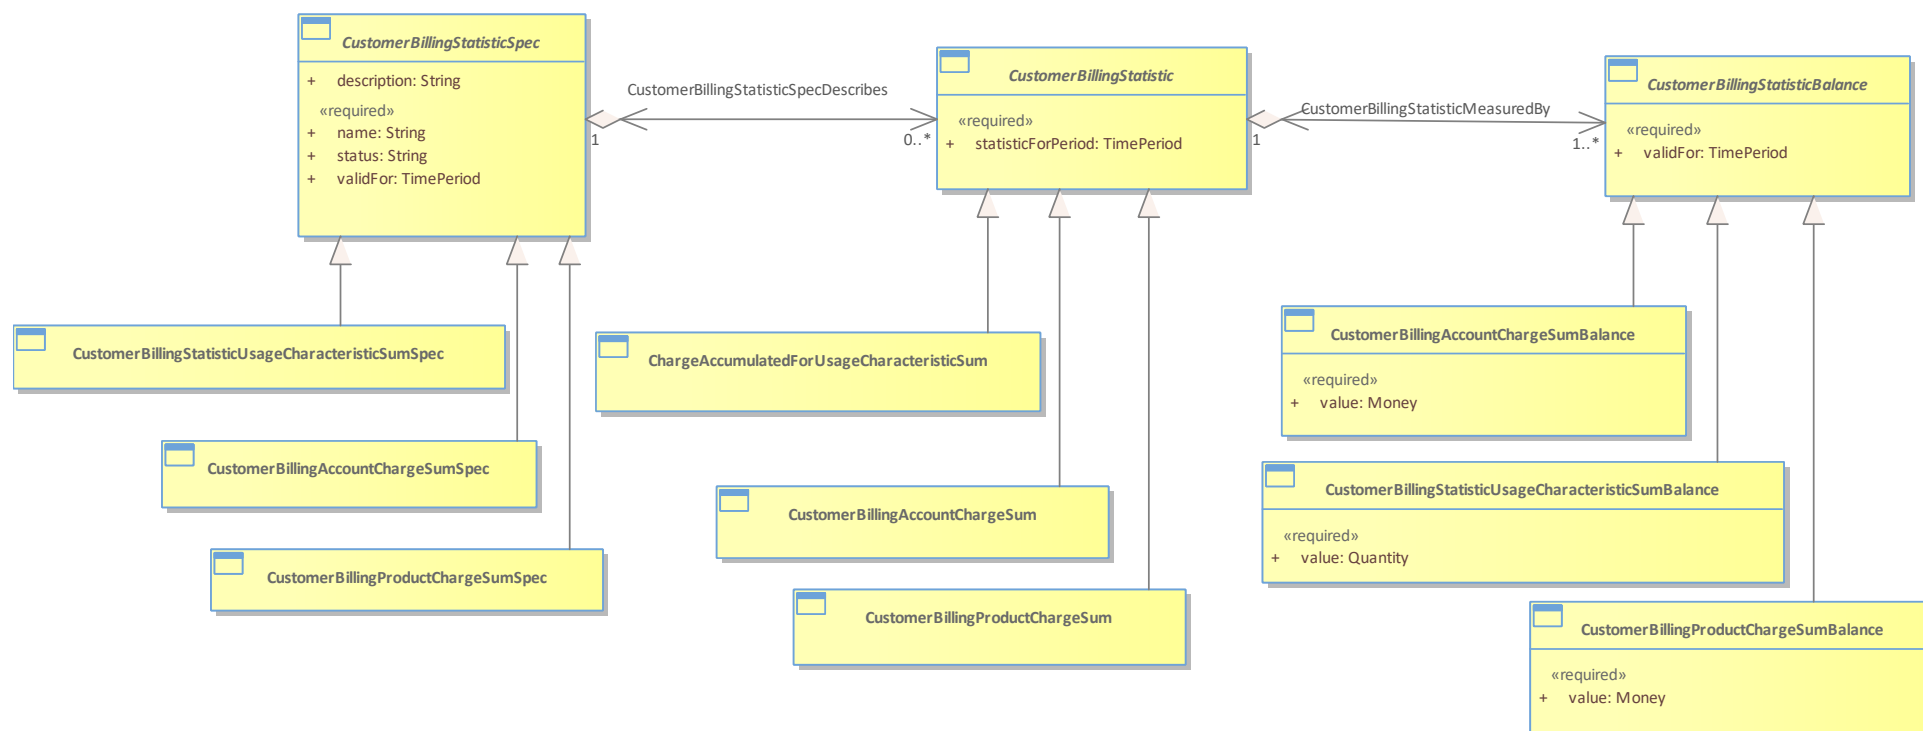 CustomerBillingStatisticSpec
+ description: String
«required»
+ name: String
+ status: String
+ validFor: TimePeriod
CustomerBillingStatisticSpecDescribes
1
0..*
CustomerBillingStatistic
«required»
+ statisticForPeriod: TimePeriod
CustomerBillingStatisticMeasuredBy
1
1..*
CustomerBillingStatisticBalance
«required»
+ validFor: TimePeriod
CustomerBillingStatisticUsageCharacteristicSumSpec
CustomerBillingAccountChargeSumSpec
CustomerBillingProductChargeSumSpec
ChargeAccumulatedForUsageCharacteristicSum
CustomerBillingAccountChargeSum
CustomerBillingProductChargeSum
CustomerBillingAccountChargeSumBalance
«required»
+ value: Money
CustomerBillingStatisticUsageCharacteristicSumBalance
«required»
+ value: Quantity
CustomerBillingProductChargeSumBalance
«required»
+ value: Money